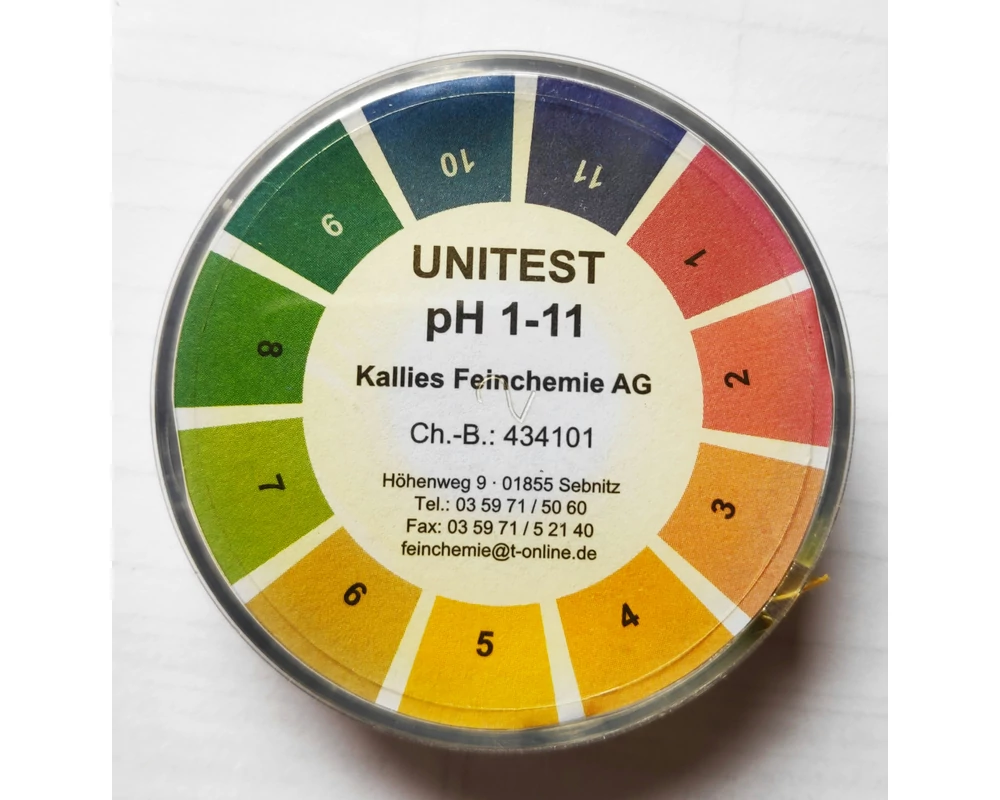 UNITEST
pH 1-11
Kallies Feinchemie AG
Ch.-B.: 434101
Höhenweg 9 · 01855 Sebnitz
Tel.: 03 59 71 / 50 60
Fax: 03 59 71 / 5 21 40
feinchemie@t-online.de
1
2
3
4
5
6
7
8
9
10
11